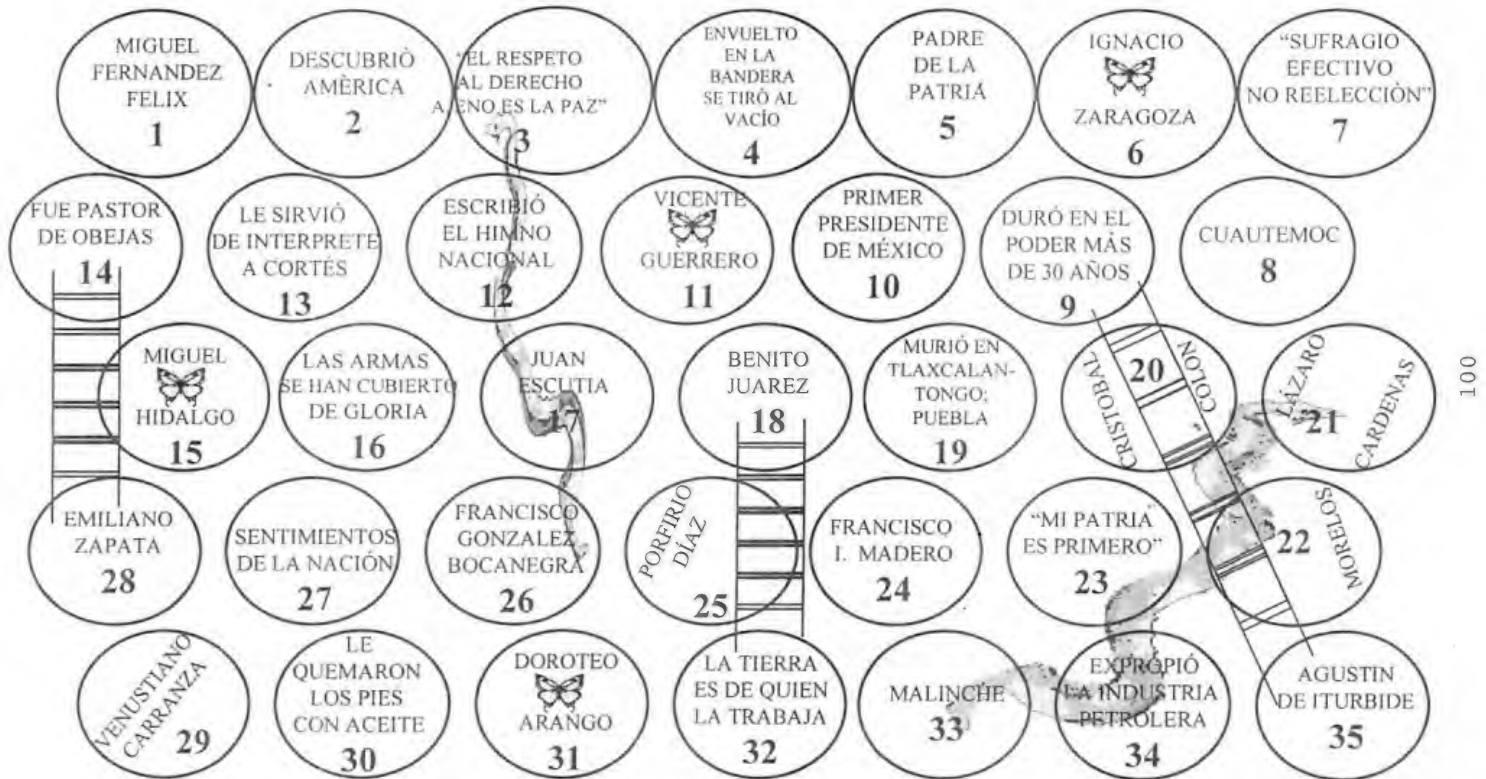 MIGUEL
FERNANDEZ
FELIX
1
DESCUBRIÒ
AMÈRICA
2
"EL RESPETO
AL DERECHO
AJENO ES LA PAZ"
3
ENVUELTO
EN LA
BANDERA
SE TIRÓ AL
VACÍO
4
PADRE
DE LA
PATRIA
5
IGNACIO
ZARAGOZA
6
"SUFRAGIO
EFECTIVO
NO REELECCIÓN"
7
FUE PASTOR
DE OBEJAS
14
LE SIRVIÓ
DE INTERPRETE
A CORTÉS
13
ESCRIBIÓ
EL HIMNO
NACIONAL
12
VICENTE
GUERRERO
11
PRIMER
PRESIDENTE
DE MÉXICO
10
DURÓ EN EL
PODER MÁS
DE 30 AÑOS
9
CUAUTEMOC
8
MIGUEL
HIDALGO
15
LAS ARMAS
SE HAN CUBIERTO
DE GLORIA
16
JUAN
ESCUTIA
17
BENITO
JUAREZ
18
MURIÓ EN
TLAXCALAN-
TONGO;
PUEBLA
19
CRISTOBAL
COLON
20
LÁZARO
CARDENAS
21
EMILIANO
ZAPATA
28
SENTIMIENTOS
DE LA NACIÓN
27
FRANCISCO
GONZALEZ
BOCANEGRA
26
PORFIRIO
DÍAZ
25
FRANCISCO
I. MADERO
24
"MI PATRIA
ES PRIMERO"
23
MORELOS
22
VENUSTIANO
CARRANZA
29
LE
QUEMARON
LOS PIES
CON ACEITE
30
DOROTEO
ARANGO
31
LA TIERRA
ES DE QUIEN
LA TRABAJA
32
MALINCHE
33
EXPROPIÓ
LA INDUSTRIA
PETROLERA
34
AGUSTIN
DE ITURBIDE
35
100